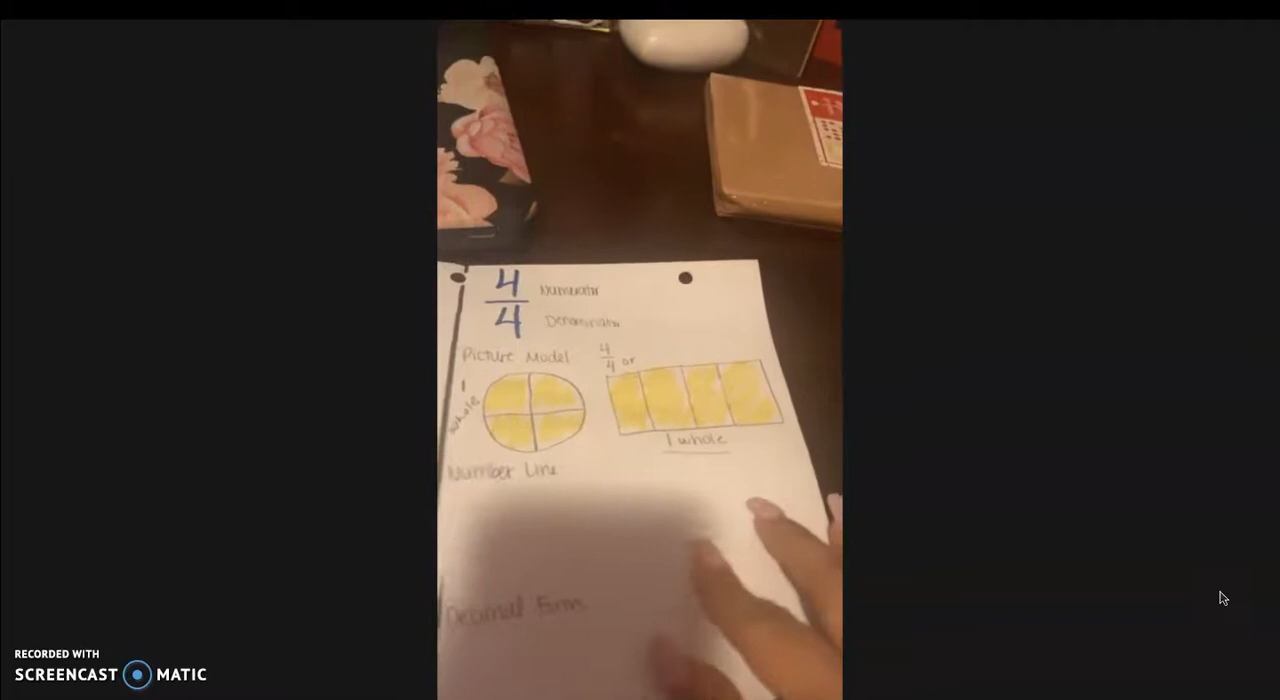 4 Numerator
4 Denominator
Picture Model 4/4 or
1 whole
1 whole
Number Line
Decimal Form
RECORDED WITH
SCREENCAST MATIC